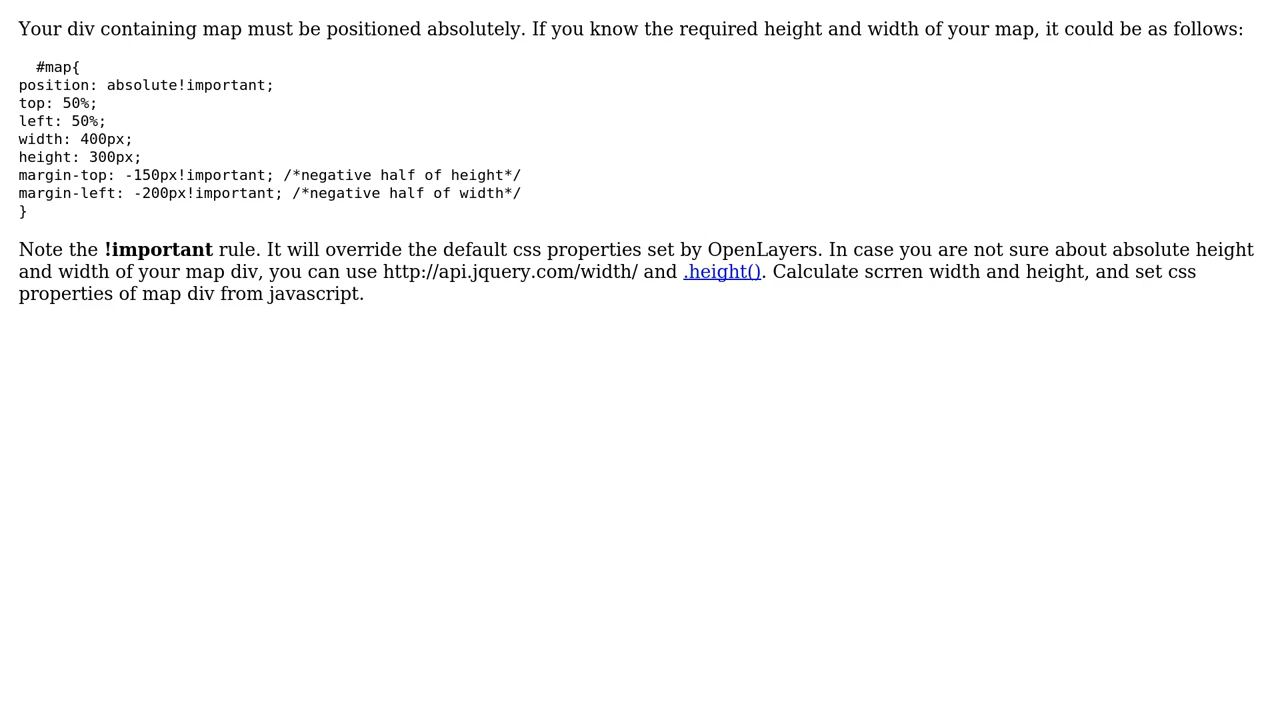 Your div containing map must be positioned absolutely. If you know the required height and width of your map, it could be as follows:
#map{
position: absolute!important;
top: 50%;
left: 50%;
width: 400px;
height: 300px;
margin-top: -150px!important; /*negative half of height*/
margin-left: -200px!important; /*negative half of width*/
}
Note the !important rule. It will override the default css properties set by OpenLayers. In case you are not sure about absolute height
and width of your map div, you can use http://api.jquery.com/width/ and .height(). Calculate scrren width and height, and set css
properties of map div from javascript.